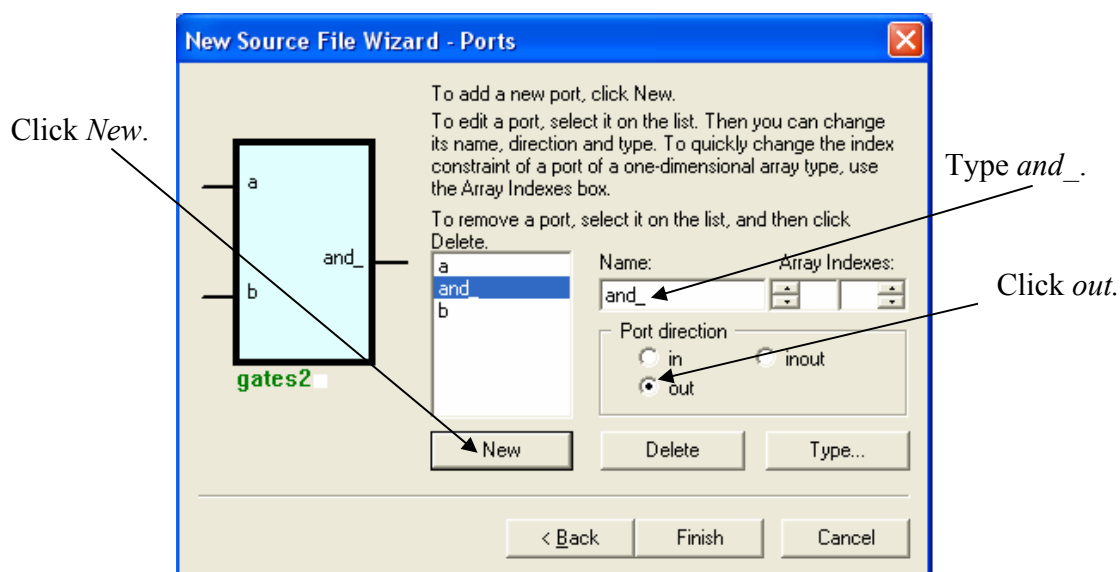 New Source File Wizard - Ports
To add a new port, click New.
To edit a port, select it on the list. Then you can change
its name, direction and type. To quickly change the index
constraint of a port of a one-dimensional array type, use
the Array Indexes box.
To remove a port, select it on the list, and then click
Delete.
Click New.
Type and_.
Click out.
a
and_
b
gates2
a
and_
b
Name:
Array Indexes:
and_
Port direction
in
inout
out
New
Delete
Type...
< Back
Finish
Cancel